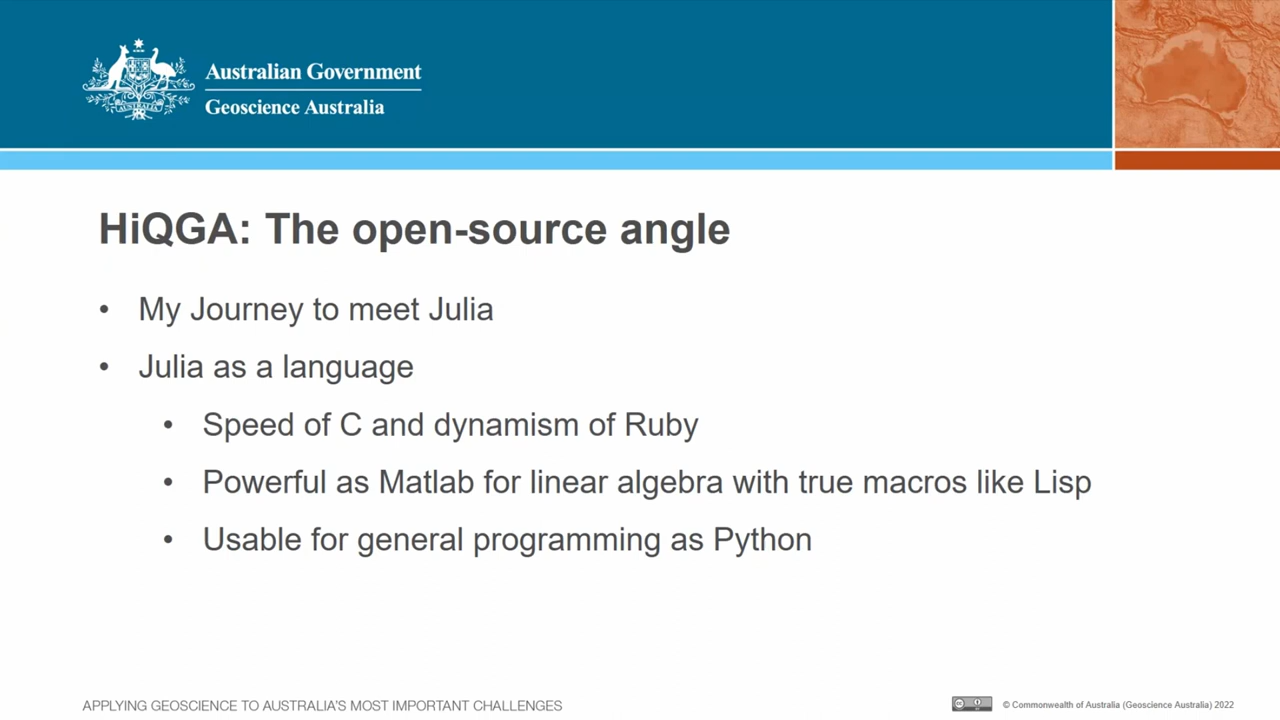 Australian Government
Geoscience Australia
HiQGA: The open-source angle
• My Journey to meet Julia
• Julia as a language
• Speed of C and dynamism of Ruby
• Powerful as Matlab for linear algebra with true macros like Lisp
• Usable for general programming as Python
APPLYING GEOSCIENCE TO AUSTRALIA'S MOST IMPORTANT CHALLENGES
© Commonwealth of Australia (Geoscience Australia) 2022